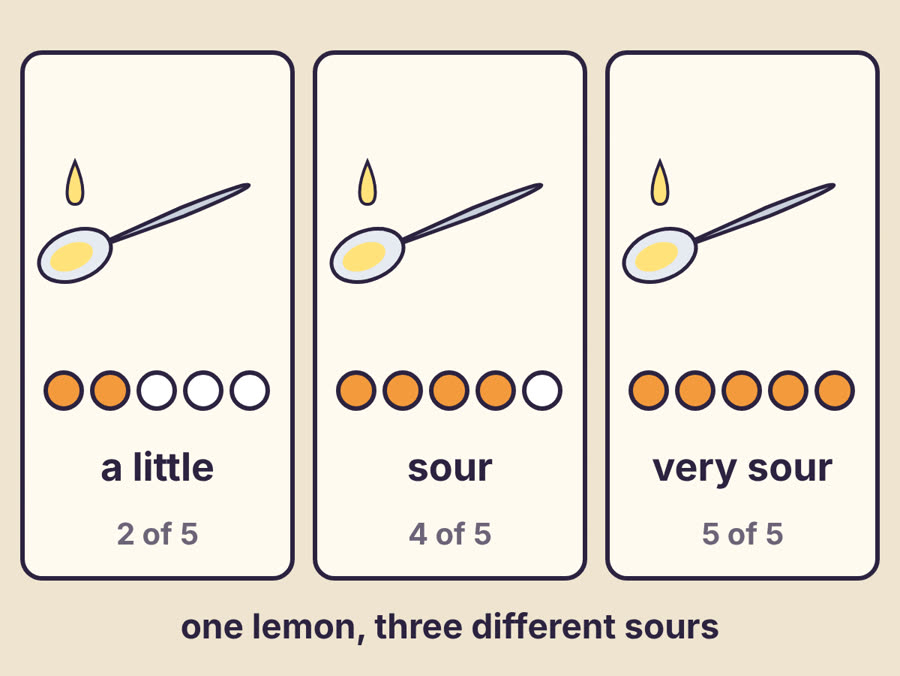 a little
2 of 5
sour
4 of 5
very sour
5 of 5
one lemon, three different sours